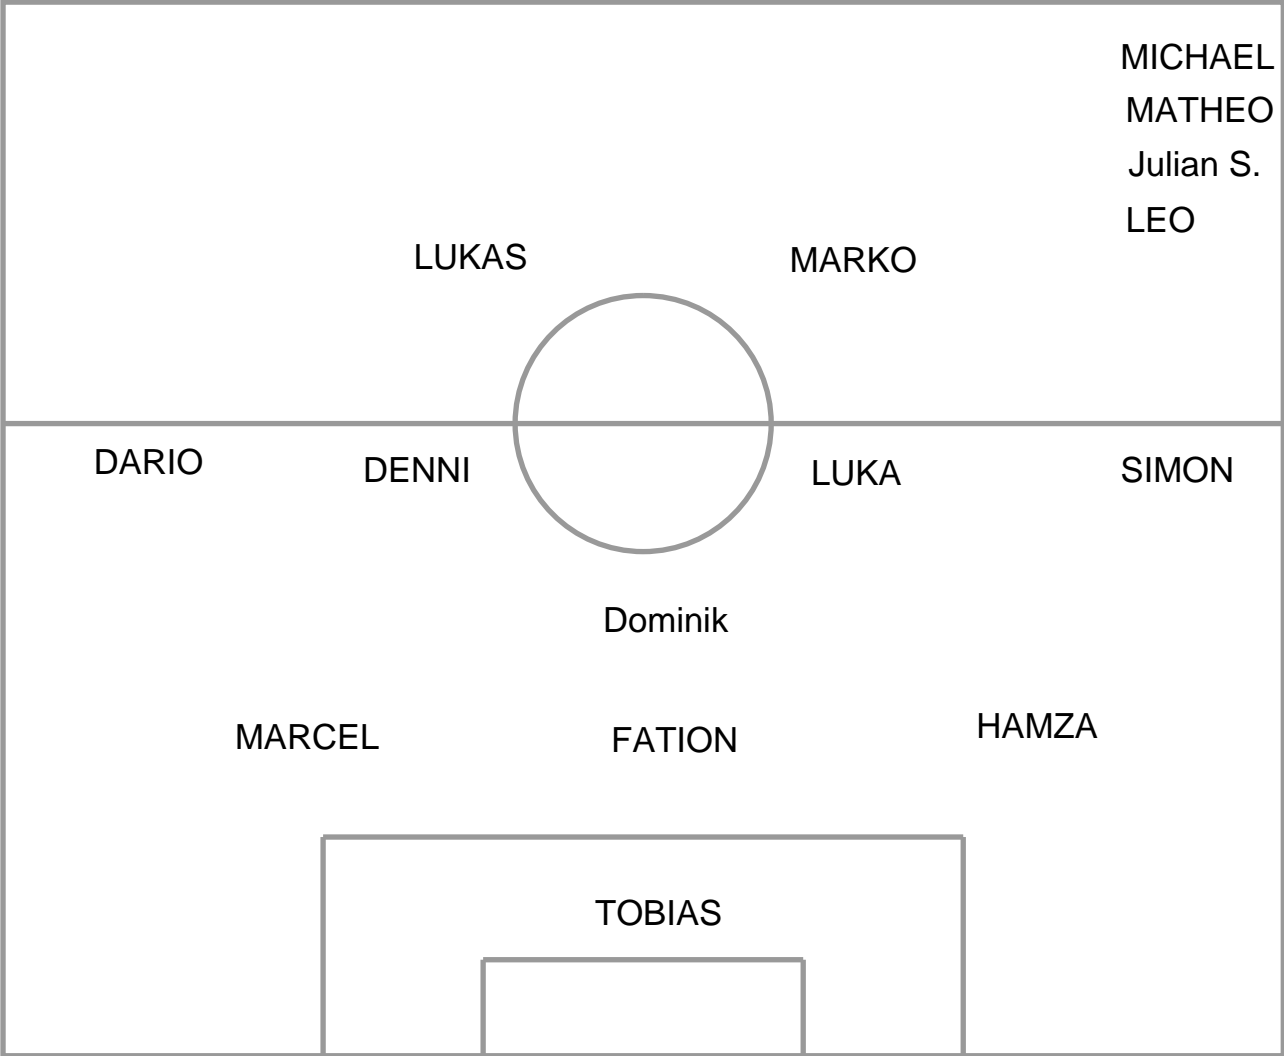 MICHAEL
MATHEO
Julian S.
LEO
LUKAS MARKO
DARIO DENNI LUKA SIMON
Dominik
MARCEL FATION HAMZA
TOBIAS